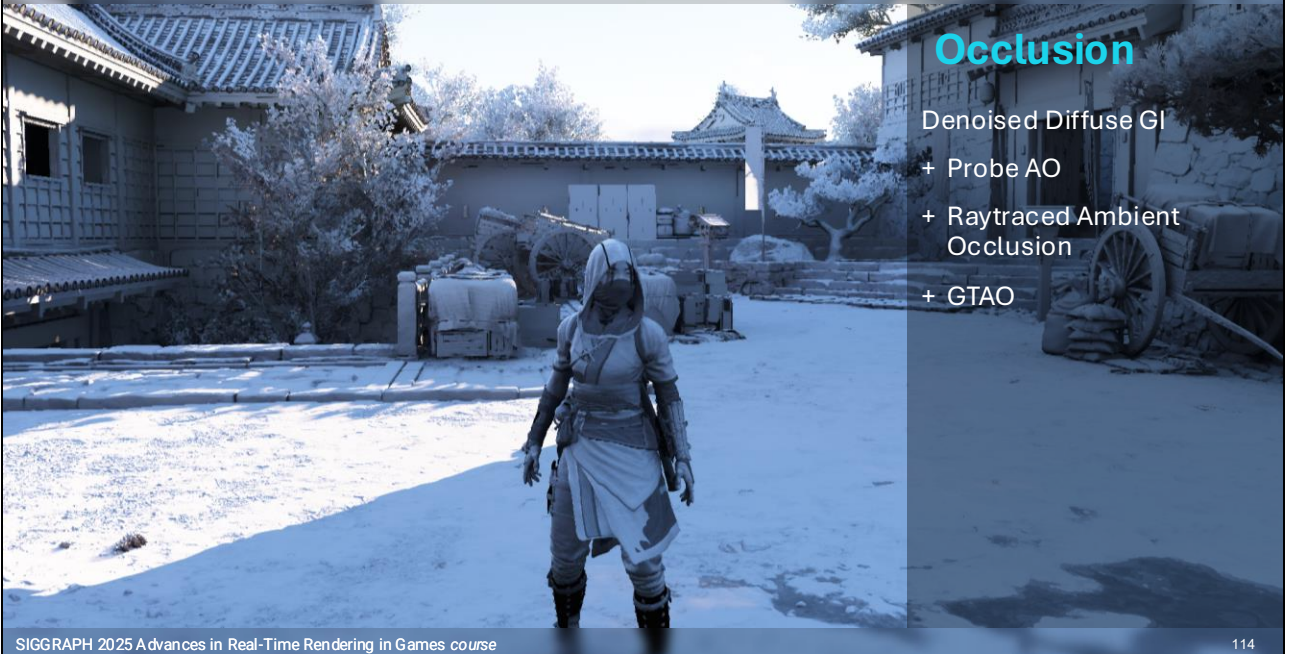 Occlusion
Denoised Diffuse GI
+ Probe AO
+ Raytraced Ambient
Occlusion
+ GTAO
SIGGRAPH 2025 Advances in Real-Time Rendering in Games course
114